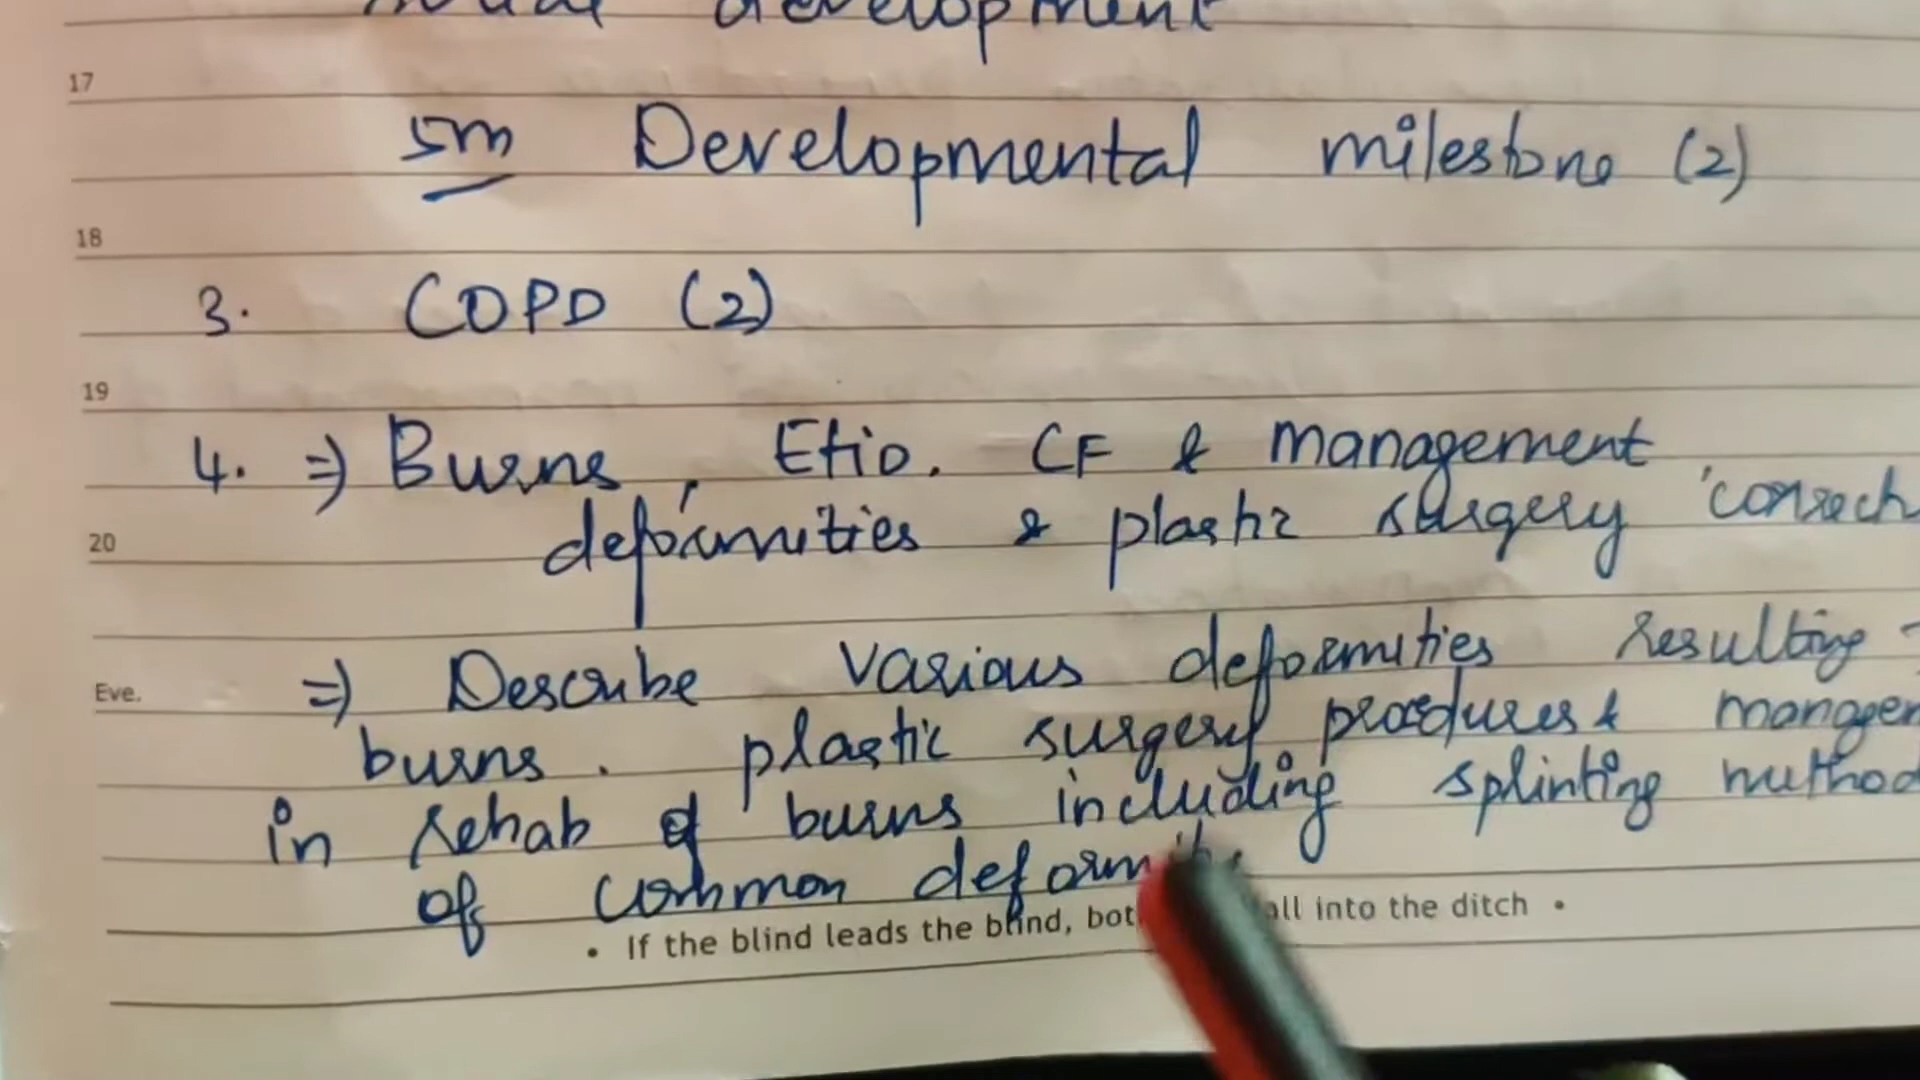 development
17
5m Developmental milestone (2)
18
3. COPD (2)
19
4. => Burns, Etio. CF & management
20 deformities & plastic surgery
=> Describe various deformities resulting
Eve.
burns. plastic surgery procedures &
in rehab of burns including splinting method
of common
• If the blind leads the blind, into the ditch •